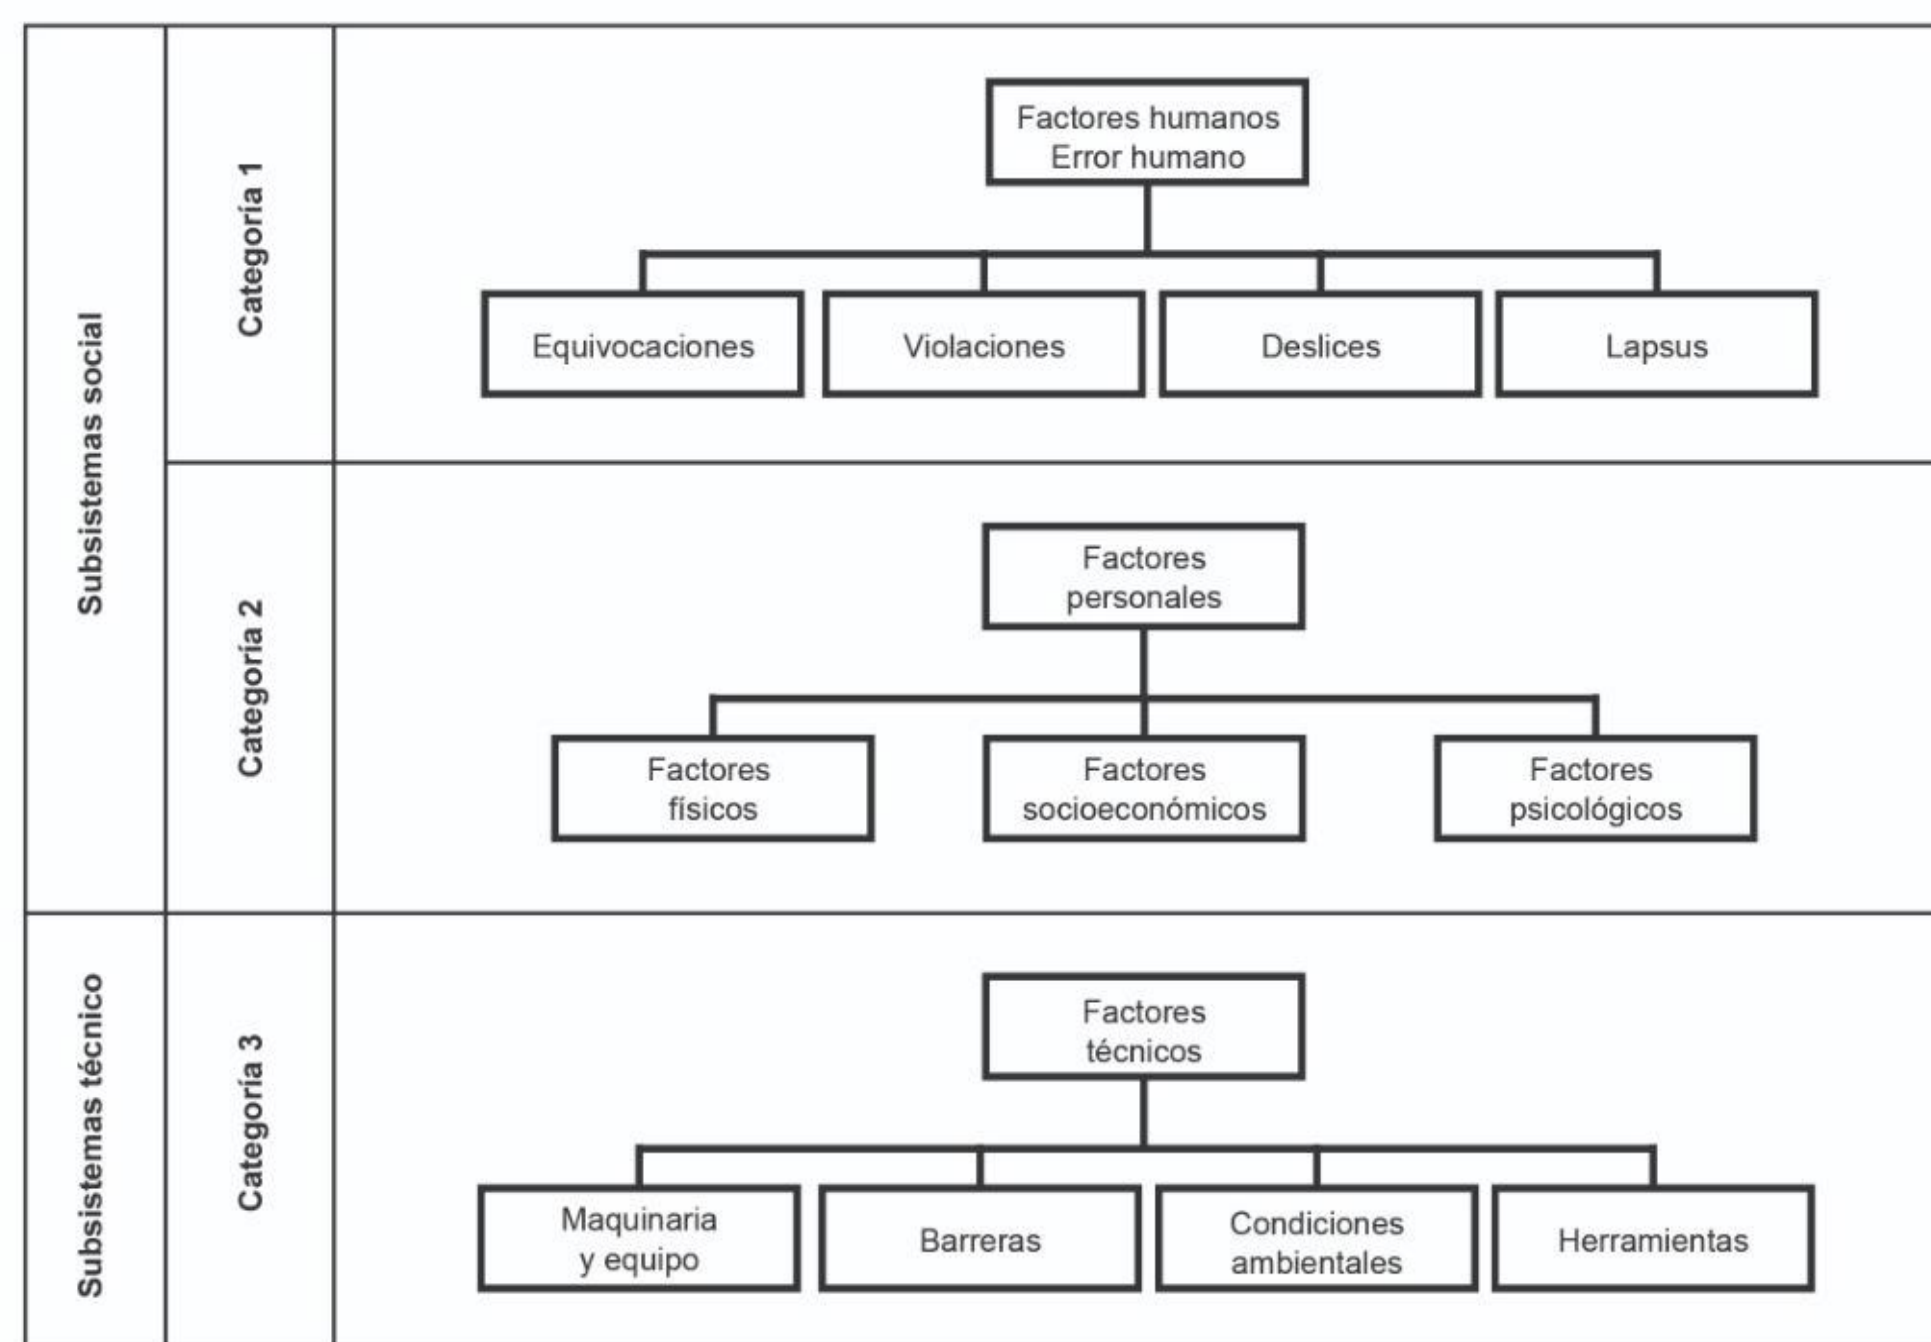 Subsistemas social
Categoría 1
Factores humanos
Error humano
Equivocaciones
Violaciones
Deslices
Lapsus
Categoría 2
Factores
personales
Factores
físicos
Factores
socioeconómicos
Factores
psicológicos
Subsistemas técnico
Categoría 3
Factores
técnicos
Maquinaria
y equipo
Barreras
Condiciones
ambientales
Herramientas